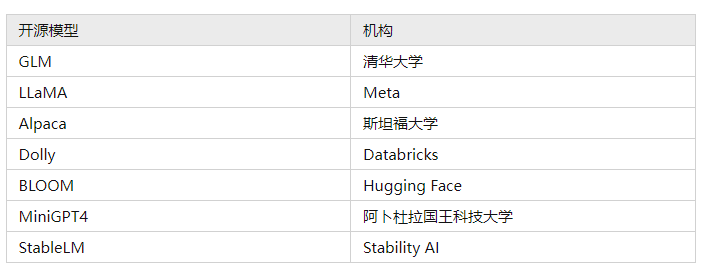 开源模型 机构
GLM 清华大学
LLaMA Meta
Alpaca 斯坦福大学
Dolly Databricks
BLOOM Hugging Face
MiniGPT4 阿卜杜拉国王科技大学
StableLM Stability AI